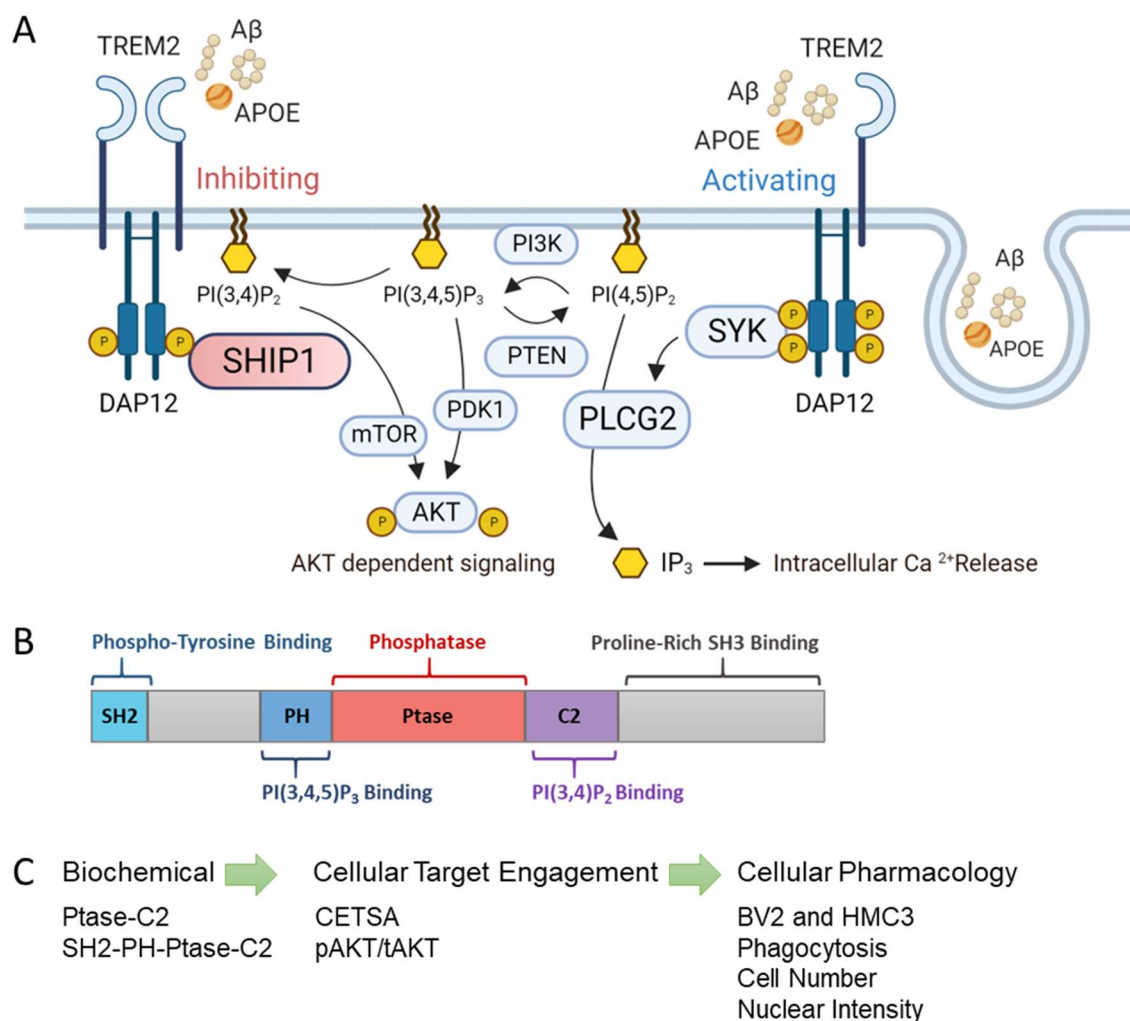 A
TREM2
Aβ
APOE
Inhibiting
TREM2
Aβ
APOE
Activating
PI(3,4)P2
PI(3,4,5)P3
PI3K
PTEN
PI(4,5)P2
SYK
P
P
P
P
P
P
SHIP1
DAP12
DAP12
Aβ
APOE
mTOR
PDK1
PLCG2
P
AKT
P
AKT dependent signaling
IP3
Intracellular Ca 2+Release
B
Phospho-Tyrosine Binding
Phosphatase
Proline-Rich SH3 Binding
SH2
PH
Ptase
C2
PI(3,4,5)P3 Binding
PI(3,4)P2 Binding
C
Biochemical
Ptase-C2
SH2-PH-Ptase-C2
Cellular Target Engagement
CETSA
pAKT/tAKT
Cellular Pharmacology
BV2 and HMC3
Phagocytosis
Cell Number
Nuclear Intensity